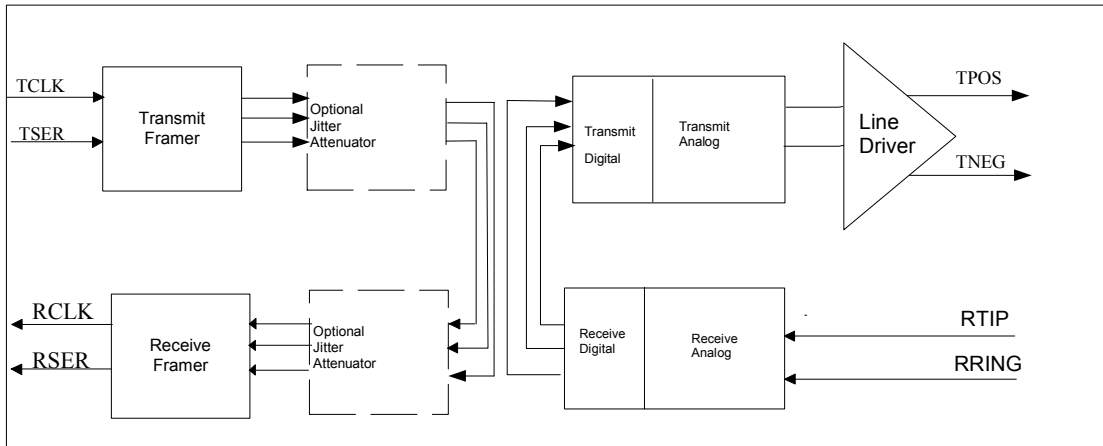 TCLK
TSER
Transmit
Framer
Optional
Jitter
Attenuator
Transmit
Digital
Transmit
Analog
Line
Driver
TPOS
TNEG
RCLK
RSER
Receive
Framer
Optional
Jitter
Attenuator
Receive
Digital
Receive
Analog
RTIP
RRING